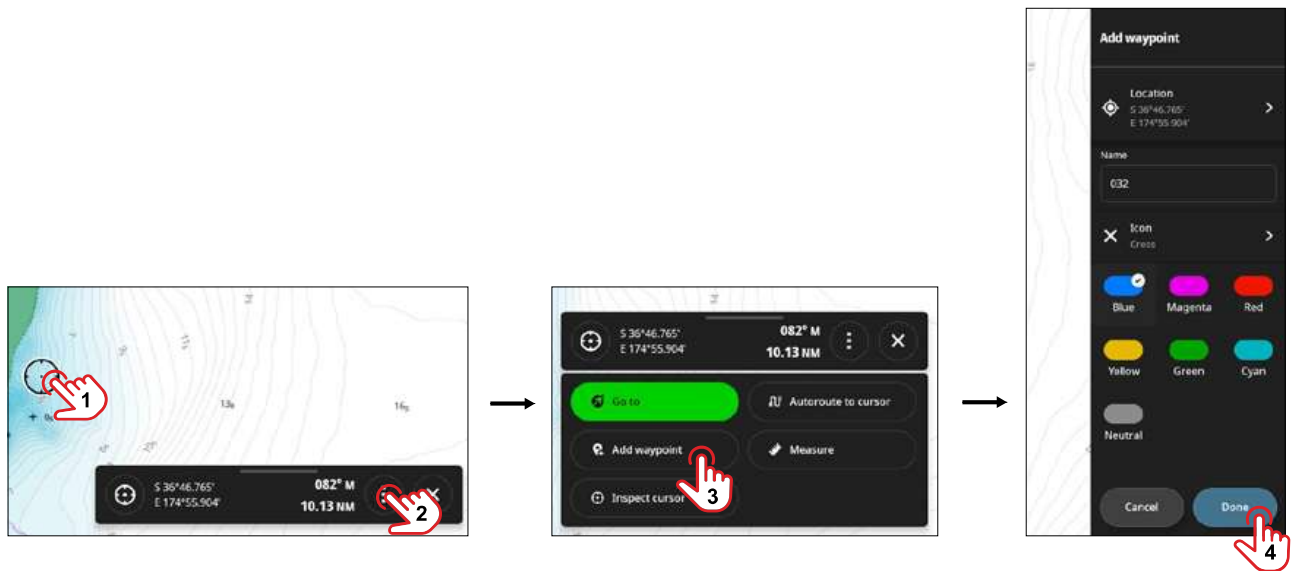 1
13₈
16₅
S 36°46.765'
E 174°55.904'
082° M
10.13 NM
2
S 36°46.765'
E 174°55.904'
082° M
10.13 NM
Go to
Autoroute to cursor
Add waypoint
Measure
Inspect cursor
3
Add waypoint
Location
S 36°46.765'
E 174°55.904'
Name
032
Icon
Cross
Blue
Magenta
Red
Yellow
Green
Cyan
Neutral
Cancel
Done
4